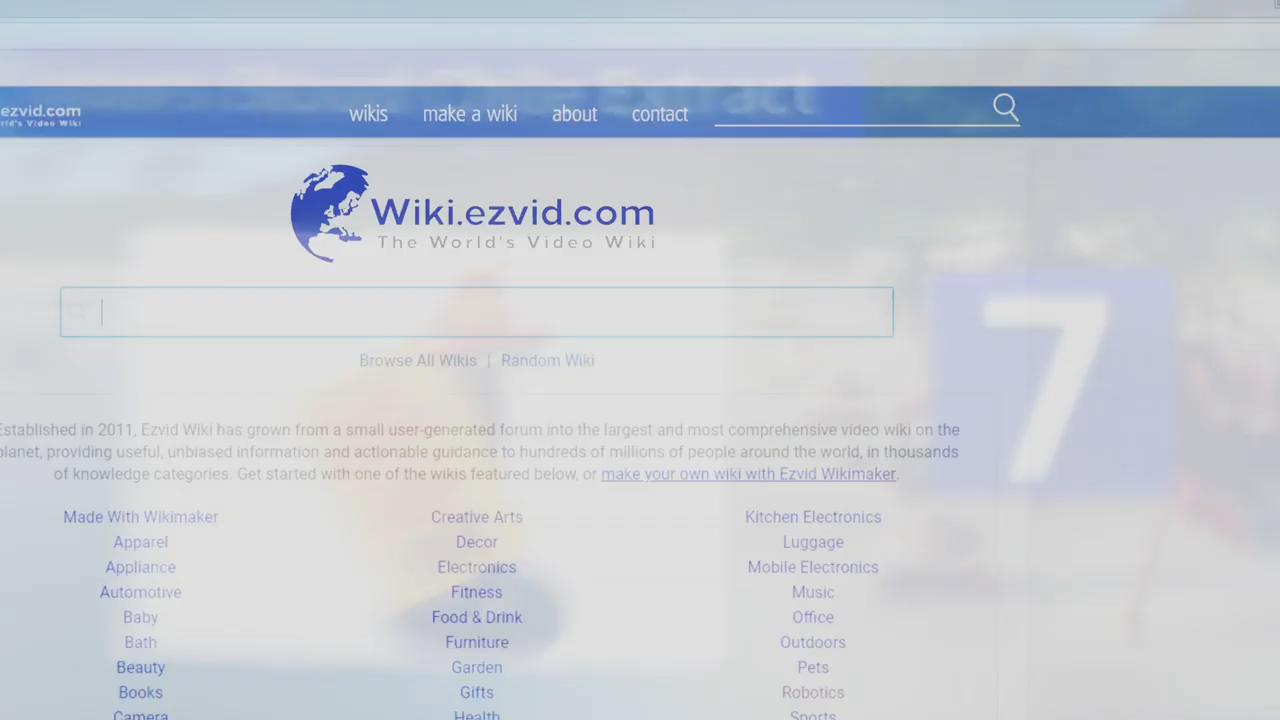 Extract
ezvid.com
wikis make a wiki about contact
rld's Video Wiki
Wiki.ezvid.com
The World's Video Wiki
7
Browse All Wikis | Random Wiki
Established in 2011, Ezvid Wiki has grown from a small user-generated forum into the largest and most comprehensive video wiki on the
planet, providing useful, unbiased information and actionable guidance to hundreds of millions of people around the world, in thousands
of knowledge categories. Get started with one of the wikis featured below, or make your own wiki with Ezvid Wikimaker.
Made With Wikimaker Creative Arts Kitchen Electronics
Apparel Decor Luggage
Appliance Electronics Mobile Electronics
Automotive Fitness Music
Baby Food & Drink Office
Bath Furniture Outdoors
Beauty Garden Pets
Books Gifts Robotics
Camera Health Sports